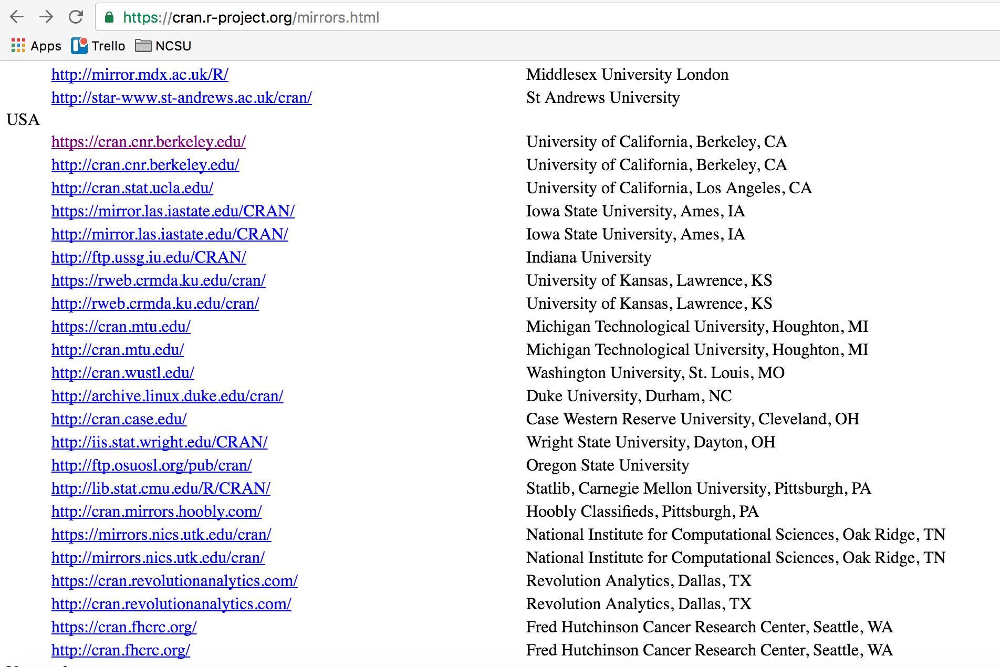 https://cran.r-project.org/mirrors.html
Apps Trello NCSU
http://mirror.mdx.ac.uk/R/ Middlesex University London
http://star-www.st-andrews.ac.uk/cran/ St Andrews University
USA
https://cran.cnr.berkeley.edu/ University of California, Berkeley, CA
http://cran.cnr.berkeley.edu/ University of California, Berkeley, CA
http://cran.stat.ucla.edu/ University of California, Los Angeles, CA
https://mirror.las.iastate.edu/CRAN/ Iowa State University, Ames, IA
http://mirror.las.iastate.edu/CRAN/ Iowa State University, Ames, IA
http://ftp.ussg.iu.edu/CRAN/ Indiana University
https://rweb.crmda.ku.edu/cran/ University of Kansas, Lawrence, KS
http://rweb.crmda.ku.edu/cran/ University of Kansas, Lawrence, KS
https://cran.mtu.edu/ Michigan Technological University, Houghton, MI
http://cran.mtu.edu/ Michigan Technological University, Houghton, MI
http://cran.wustl.edu/ Washington University, St. Louis, MO
http://archive.linux.duke.edu/cran/ Duke University, Durham, NC
http://cran.case.edu/ Case Western Reserve University, Cleveland, OH
http://iis.stat.wright.edu/CRAN/ Wright State University, Dayton, OH
http://ftp.osuosl.org/pub/cran/ Oregon State University
http://lib.stat.cmu.edu/R/CRAN/ Statlib, Carnegie Mellon University, Pittsburgh, PA
http://cran.mirrors.hoobly.com/ Hoobly Classifieds, Pittsburgh, PA
https://mirrors.nics.utk.edu/cran/ National Institute for Computational Sciences, Oak Ridge, TN
http://mirrors.nics.utk.edu/cran/ National Institute for Computational Sciences, Oak Ridge, TN
https://cran.revolutionanalytics.com/ Revolution Analytics, Dallas, TX
http://cran.revolutionanalytics.com/ Revolution Analytics, Dallas, TX
https://cran.fhcrc.org/ Fred Hutchinson Cancer Research Center, Seattle, WA
http://cran.fhcrc.org/ Fred Hutchinson Cancer Research Center, Seattle, WA